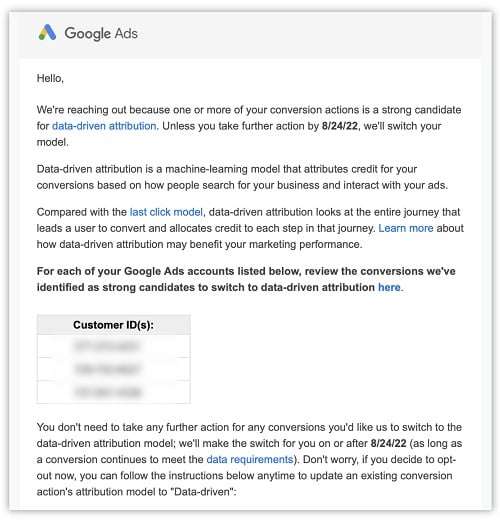 Google Ads
Hello,
We're reaching out because one or more of your conversion actions is a strong candidate
for data-driven attribution. Unless you take further action by 8/24/22, we'll switch your
model.
Data-driven attribution is a machine-learning model that attributes credit for your
conversions based on how people search for your business and interact with your ads.
Compared with the last click model, data-driven attribution looks at the entire journey that
leads a user to convert and allocates credit to each step in that journey. Learn more about
how data-driven attribution may benefit your marketing performance.
For each of your Google Ads accounts listed below, review the conversions we've
identified as strong candidates to switch to data-driven attribution here.
Customer ID(s):
You don't need to take any further action for any conversions you'd like us to switch to the
data-driven attribution model; we'll make the switch for you on or after 8/24/22 (as long as
a conversion continues to meet the data requirements). Don't worry, if you decide to opt-
out now, you can follow the instructions below anytime to update an existing conversion
action's attribution model to "Data-driven":